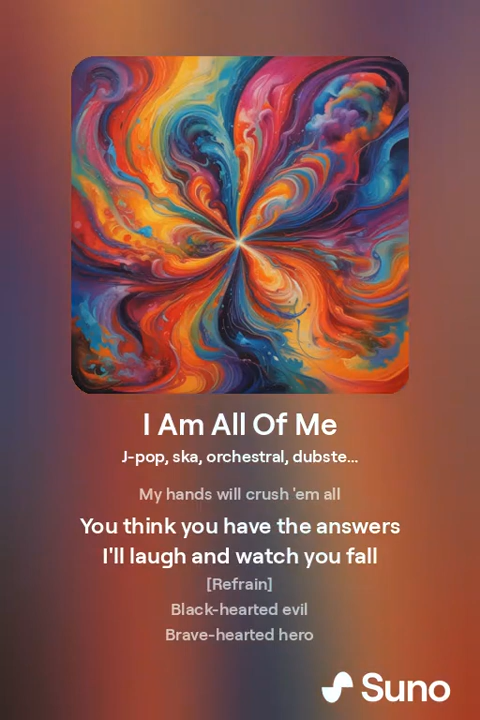 I Am All Of Me
J-pop, ska, orchestral, dubste...
My hands will crush 'em all
You think you have the answers
I'll laugh and watch you fall
[Refrain]
Black-hearted evil
Brave-hearted hero
Suno